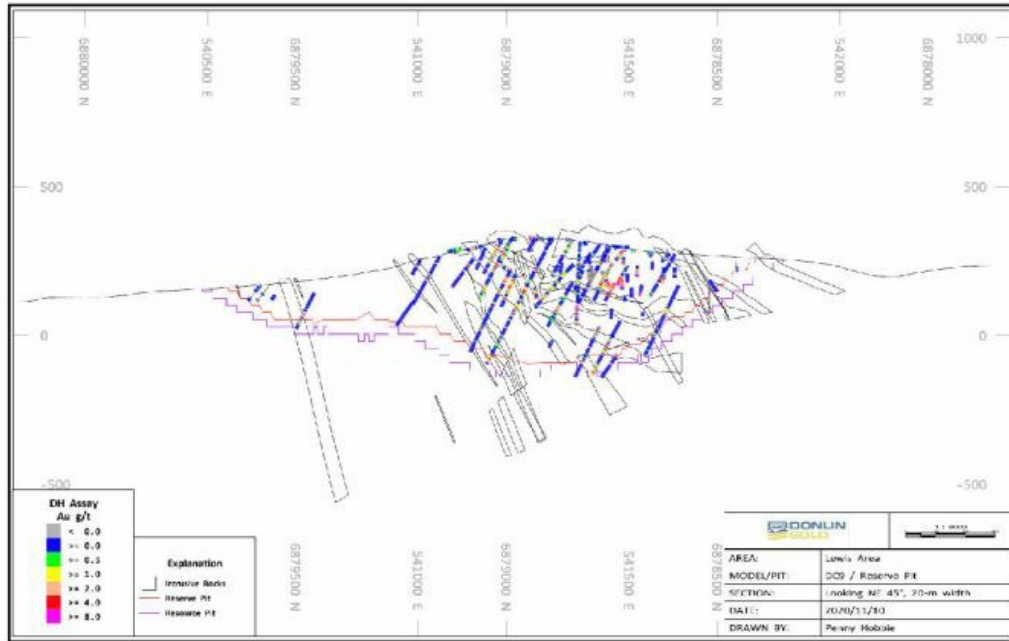 6880000 N
540500 E
6879500 N
541000 E
6879000 N
541500 E
6878500 N
542000 E
6878000 N
1000
500
500
0
0
-500
-500
6879500 N
541000 E
6879000 N
541500 E
6878500 N
DH Assay
Au g/t
< 0.0
>= 0.0
>= 0.5
>= 1.0
>= 2.0
>= 4.0
>= 8.0
Explanation
Intrusive Rocks
Reserve Pit
Resource Pit
DONLIN
GOLD
AREA: Lewis Area
MODEL/PIT: DC9 / Reserve Pit
SECTION: Looking NE 45°, 20-m width
DATE: 2020/11/10
DRAWN BY: Penny Hobbie